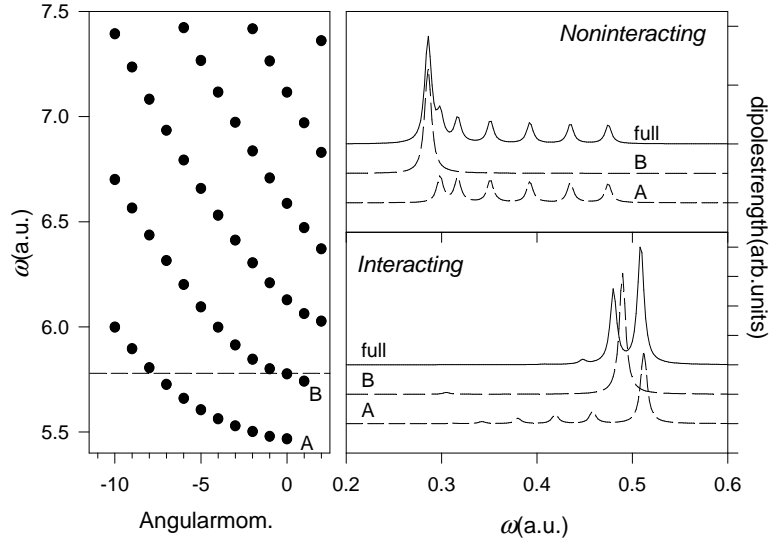 7.5
7.0
6.5
6.0
5.5
ω(a.u.)
-10
-5
0
Angularmom.
A
B
Noninteracting
full
B
A
Interacting
full
B
A
0.2
0.3
0.4
0.5
0.6
ω(a.u.)
dipolestrength(arb.units)